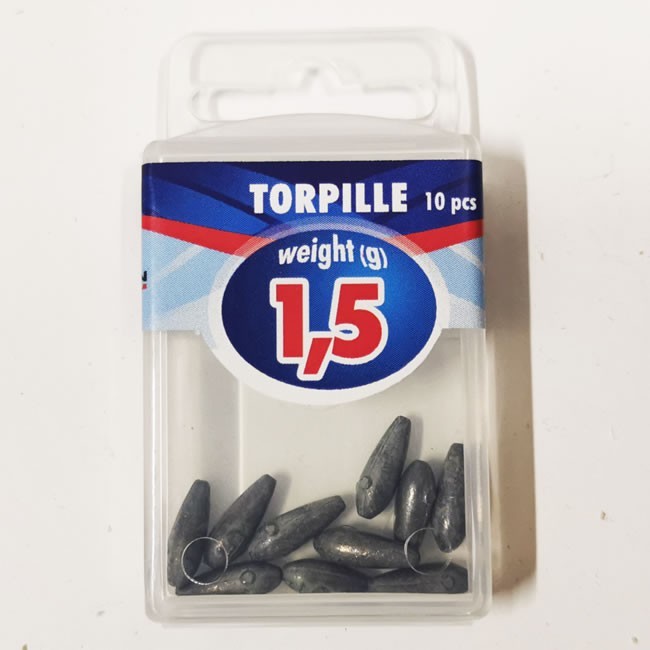 TORPILLE 10 pcs
weight (g)
1,5